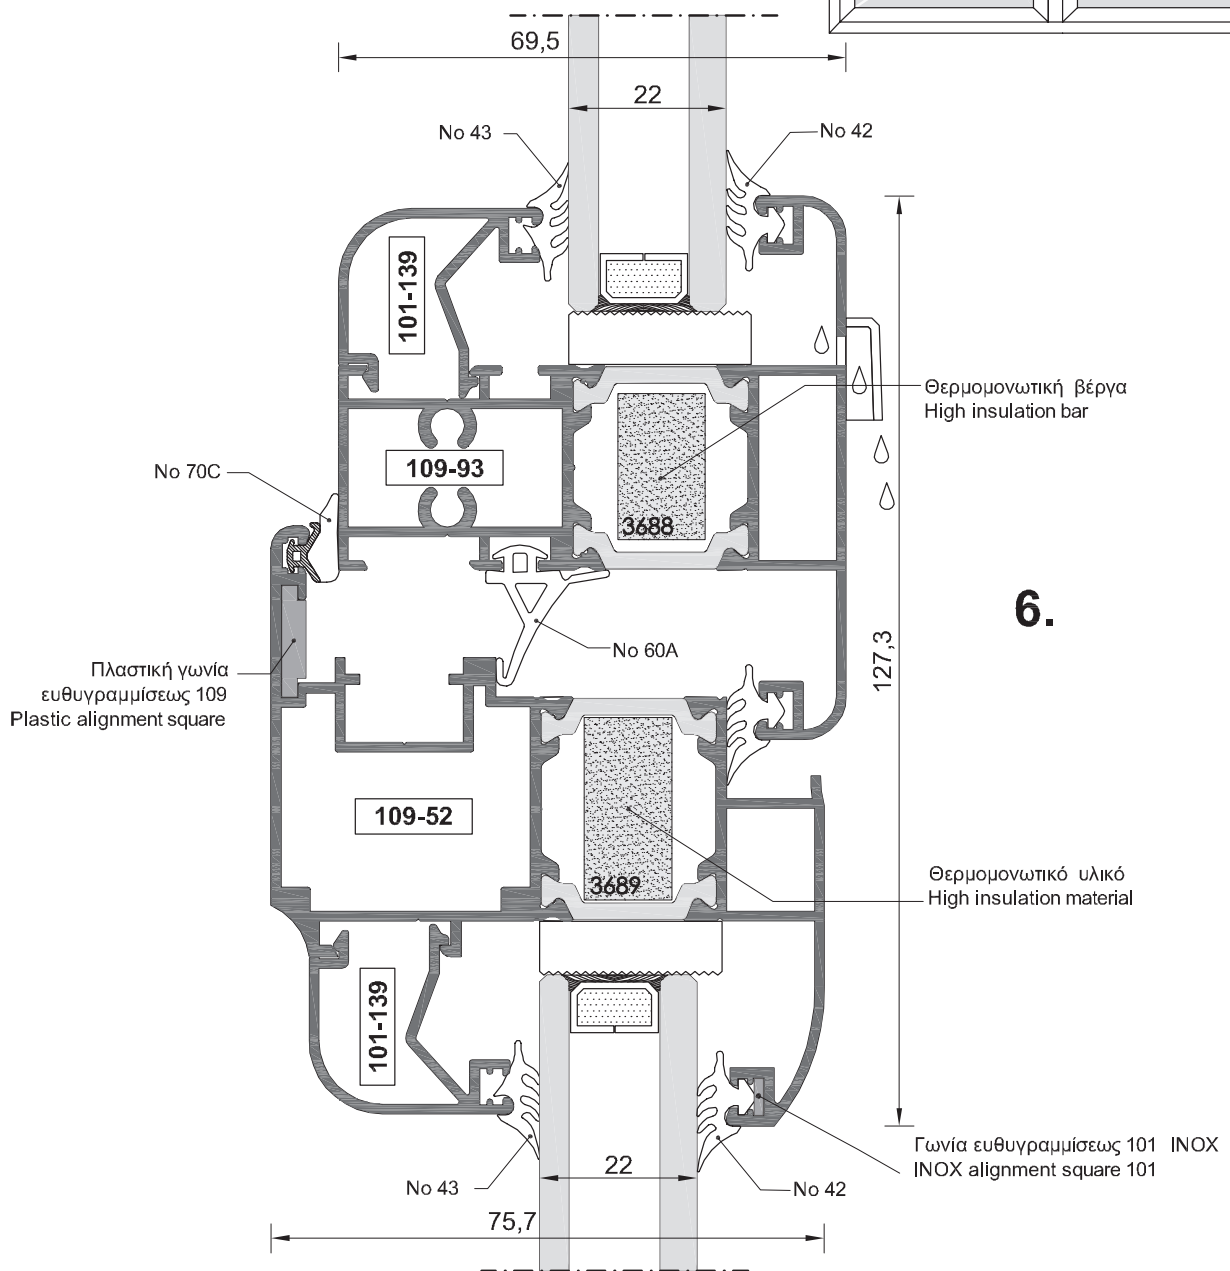 69,5
22
No 43
No 42
101-139
Θερμομονωτική βέργα
High insulation bar
109-93
No 70C
3688
6.
No 60A
127,3
Πλαστική γωνία
ευθυγραμμίσεως 109
Plastic alignment square
109-52
Θερμομονωτικό υλικό
High insulation material
3689
101-139
Γωνία ευθυγραμμίσεως 101 INOX
INOX alignment square 101
22
No 43
No 42
75,7